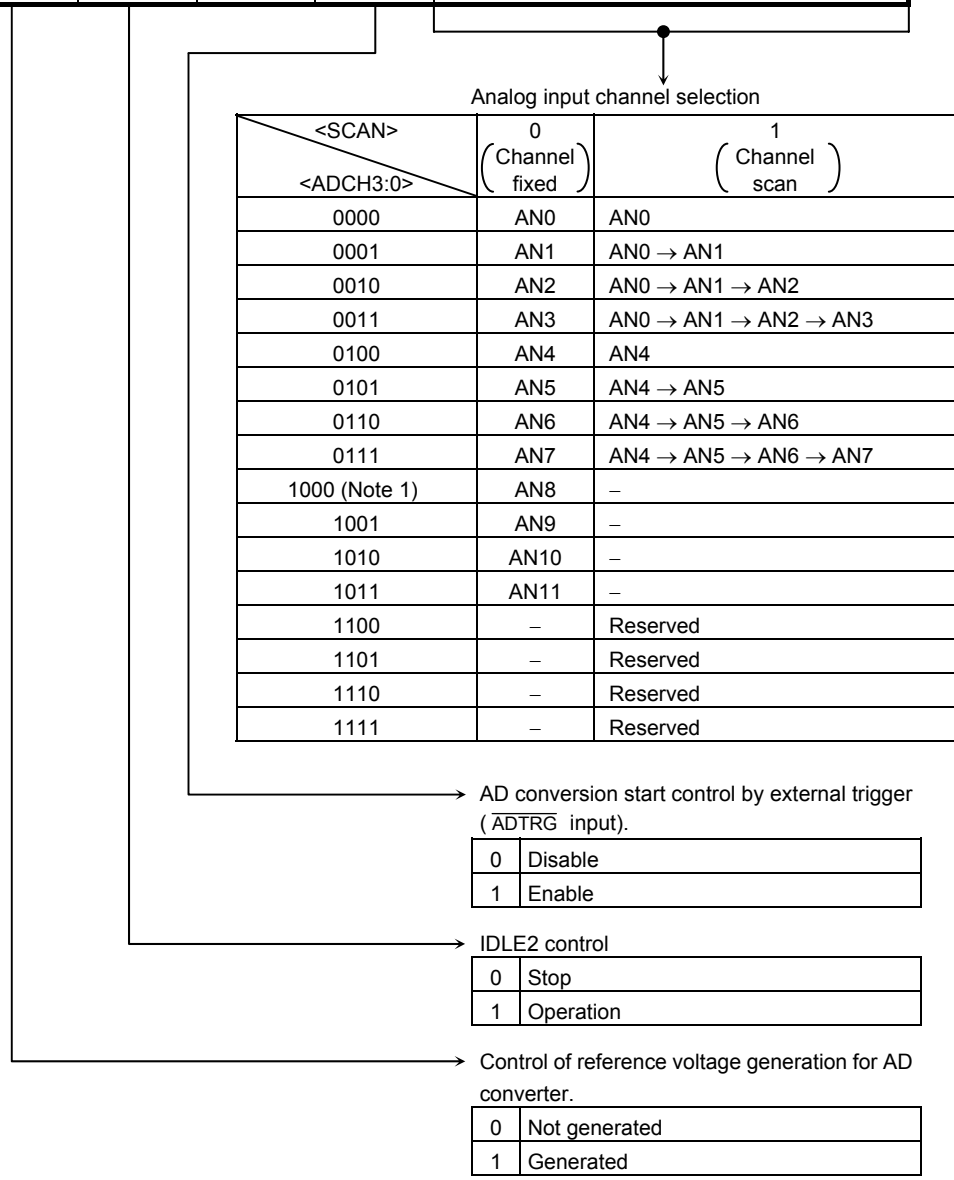 Analog input channel selection
<SCAN> 0 1
(Channel fixed) (Channel scan)
<ADCH3:0>
0000 AN0 AN0
0001 AN1 AN0 → AN1
0010 AN2 AN0 → AN1 → AN2
0011 AN3 AN0 → AN1 → AN2 → AN3
0100 AN4 AN4
0101 AN5 AN4 → AN5
0110 AN6 AN4 → AN5 → AN6
0111 AN7 AN4 → AN5 → AN6 → AN7
1000 (Note 1) AN8 –
1001 AN9 –
1010 AN10 –
1011 AN11 –
1100 – Reserved
1101 – Reserved
1110 – Reserved
1111 – Reserved
AD conversion start control by external trigger
( ADTRG input).
0 Disable
1 Enable
IDLE2 control
0 Stop
1 Operation
Control of reference voltage generation for AD
converter.
0 Not generated
1 Generated